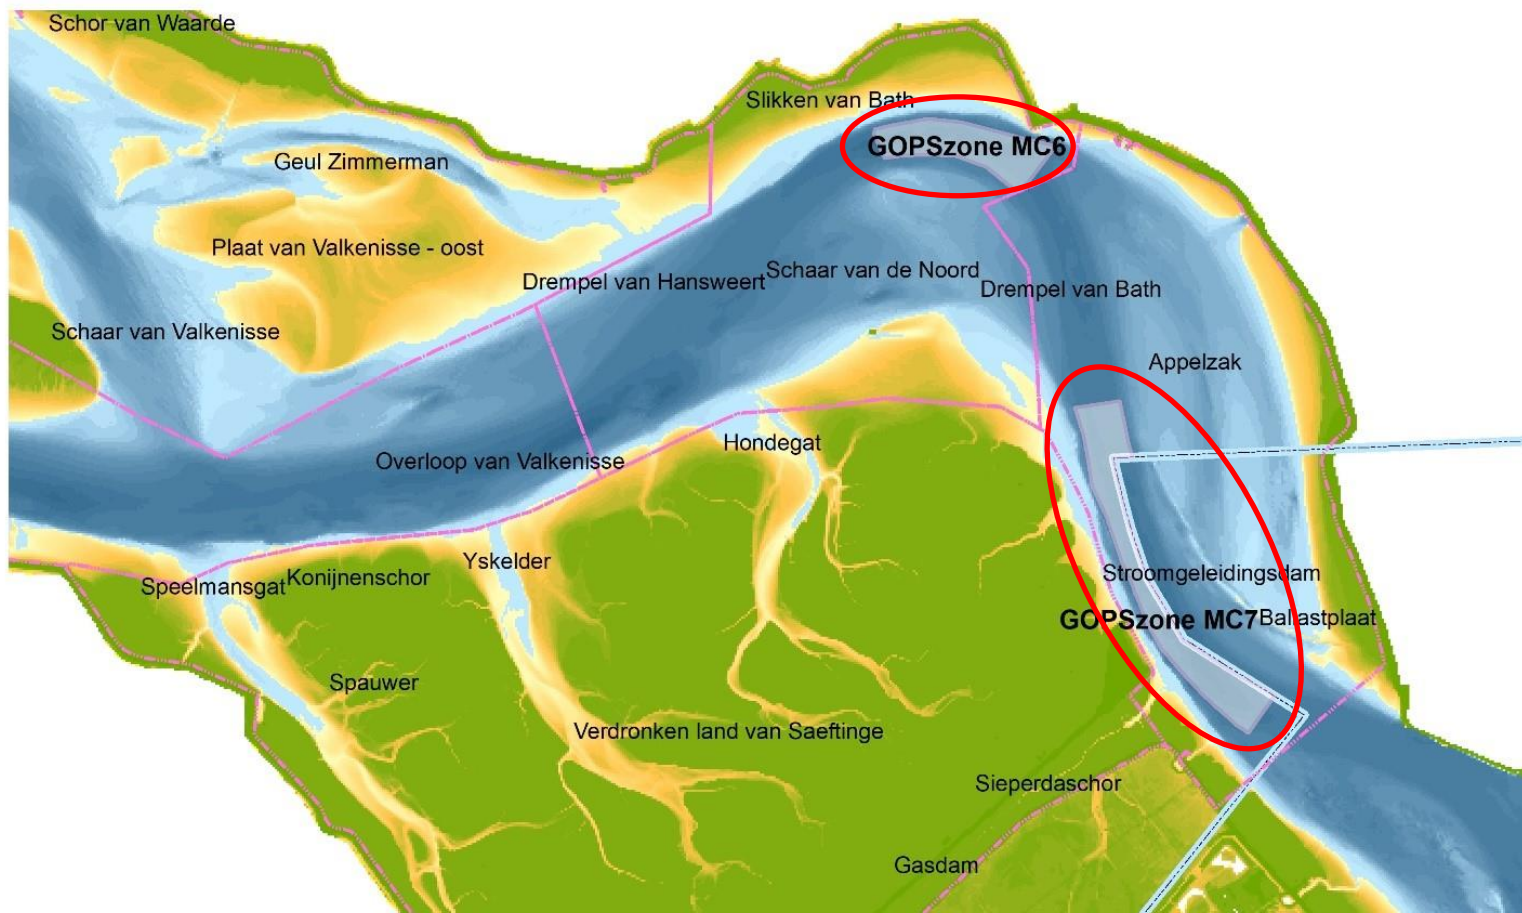 Schor van Waarde
Slikken van Bath
GOPSzone MC6
Geul Zimmerman
Plaat van Valkenisse - oost
Drempel van Hansweert
Schaar van de Noord
Drempel van Bath
Schaar van Valkenisse
Appelzak
Hondegat
Overloop van Valkenisse
Yskelder
Stroomgeleidingsdam
Speelmansgat
Konijnenschor
GOPSzone MC7
Ballastplaat
Spauwer
Verdronken land van Saeftinge
Sieperdaschor
Gasdam